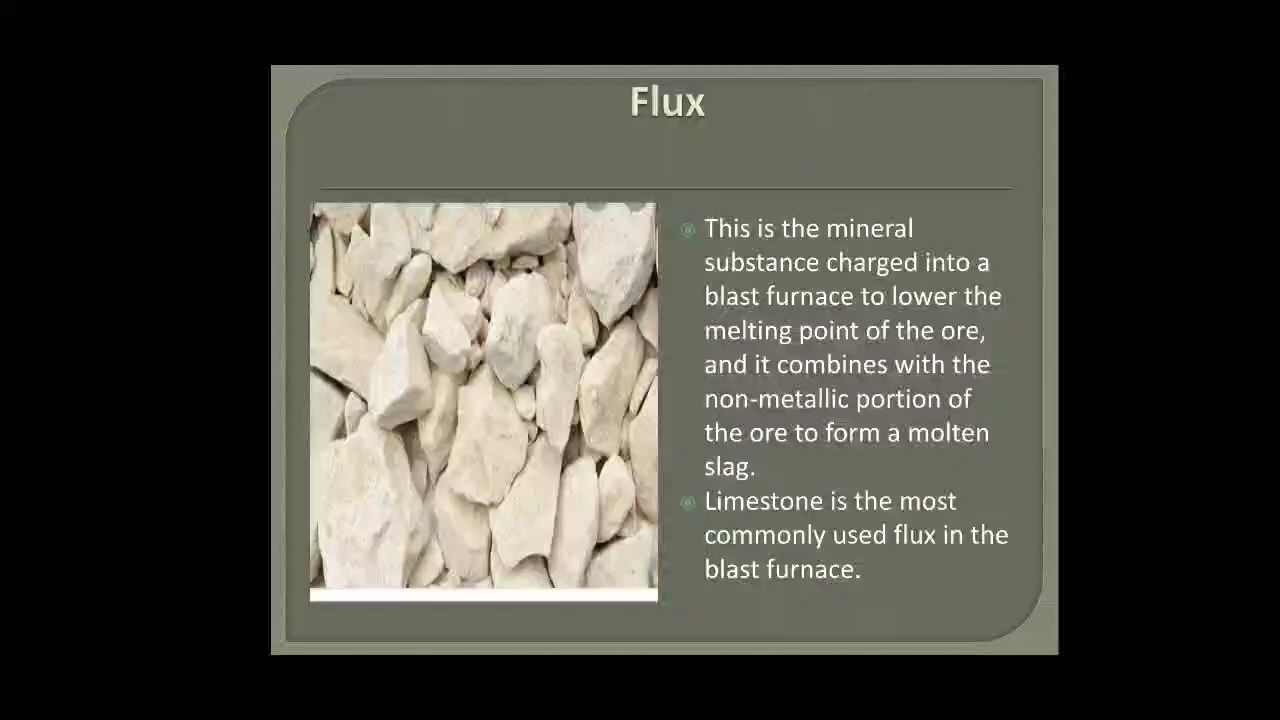 Flux
This is the mineral
substance charged into a
blast furnace to lower the
melting point of the ore,
and it combines with the
non-metallic portion of
the ore to form a molten
slag.
Limestone is the most
commonly used flux in the
blast furnace.